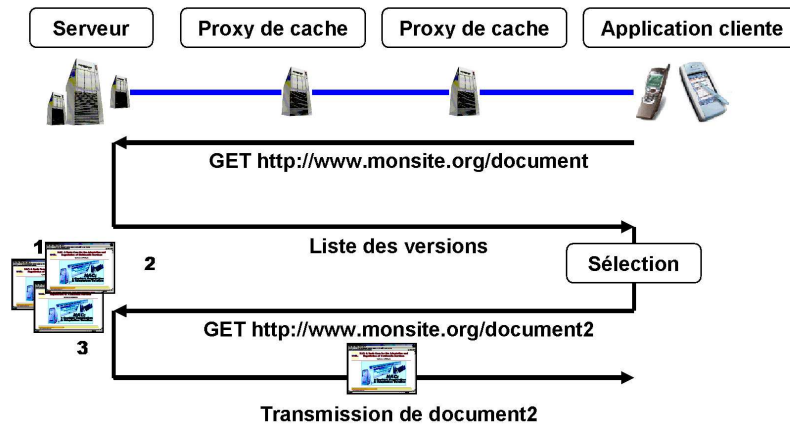 Serveur
Proxy de cache
Proxy de cache
Application cliente
GET http://www.monsite.org/document
Liste des versions
Sélection
1
2
3
GET http://www.monsite.org/document2
Transmission de document2